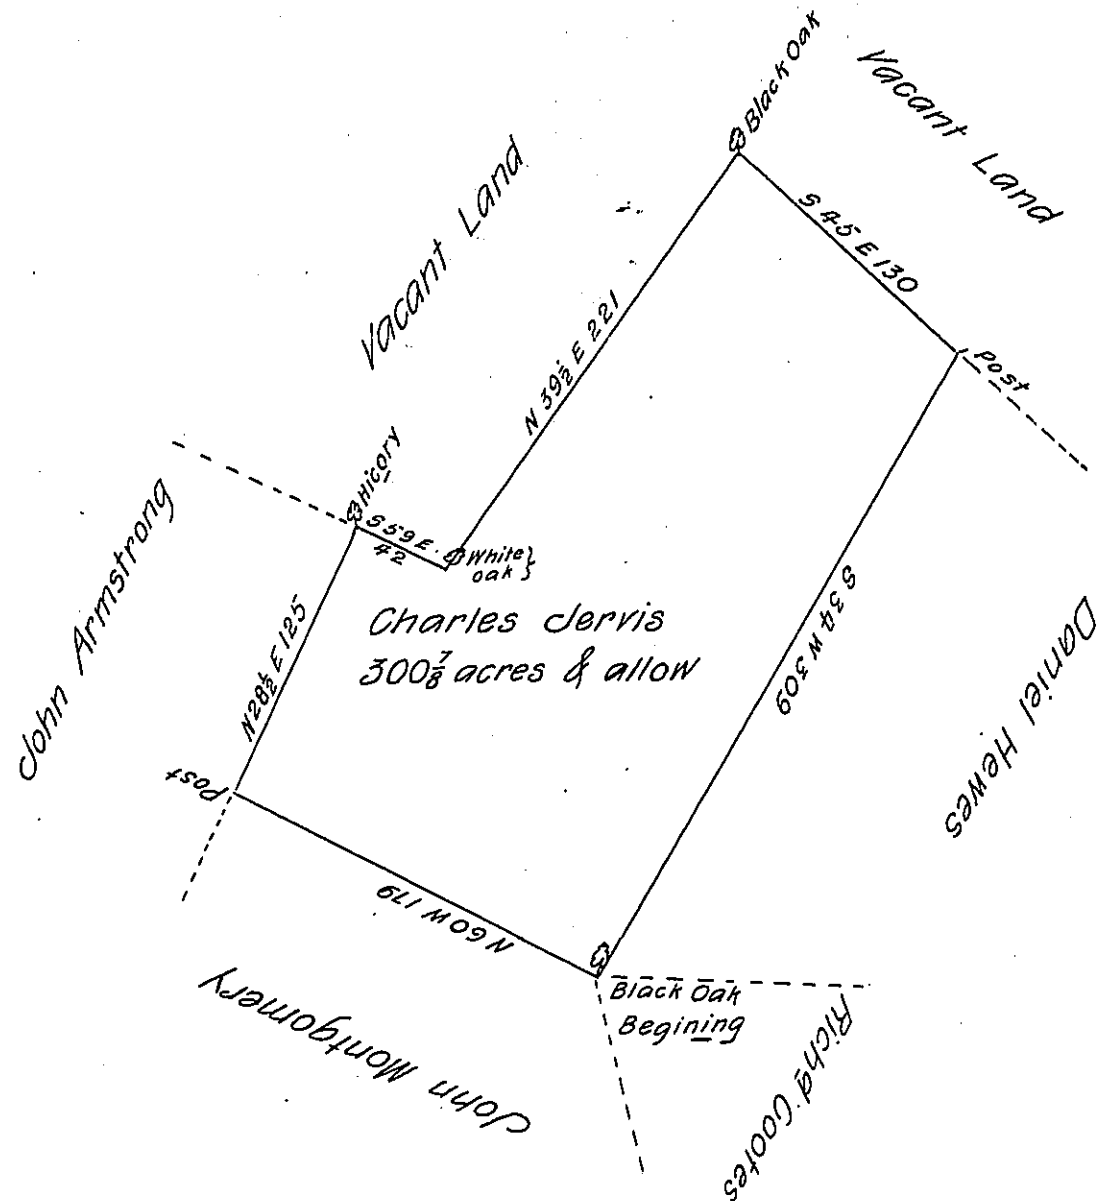 Black Oak
Vacant Land
Vacant Land
S 45 E 130
N 39½ E 221
Post
Hicory
S 59 E.
42
White }
oak }
John Armstrong
Charles Jervis
300⅞ acres & allow
N 28½ E 125
S 34 W 309
Daniel Hewes
Post
N 60 W 179
Black Oak
Begining
John Montgomery
Richd Cootes